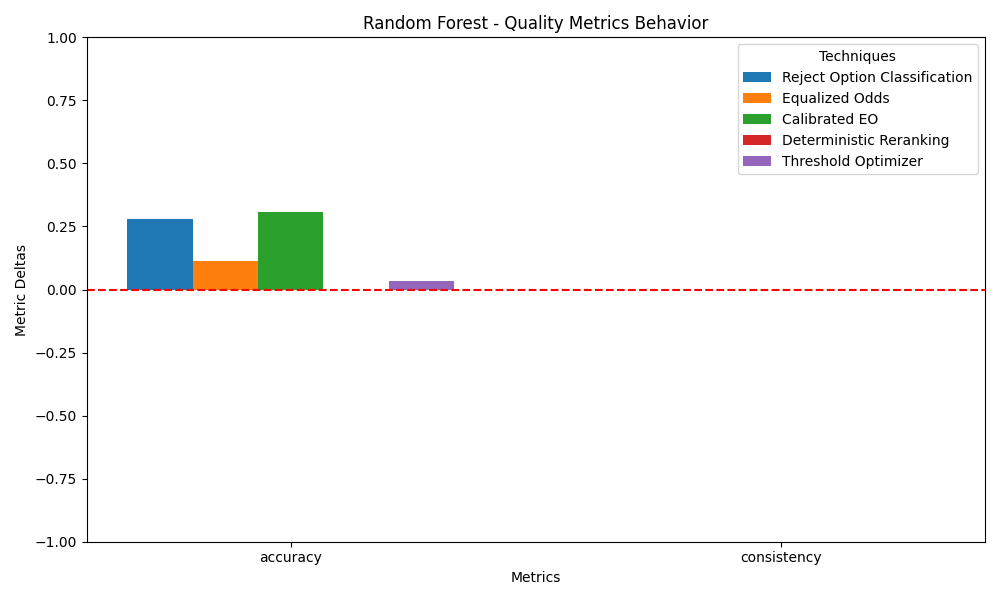 Random Forest - Quality Metrics Behavior
1.00
0.75
0.50
0.25
0.00
−0.25
−0.50
−0.75
−1.00
Metric Deltas
Techniques
Reject Option Classification
Equalized Odds
Calibrated EO
Deterministic Reranking
Threshold Optimizer
accuracy
consistency
Metrics